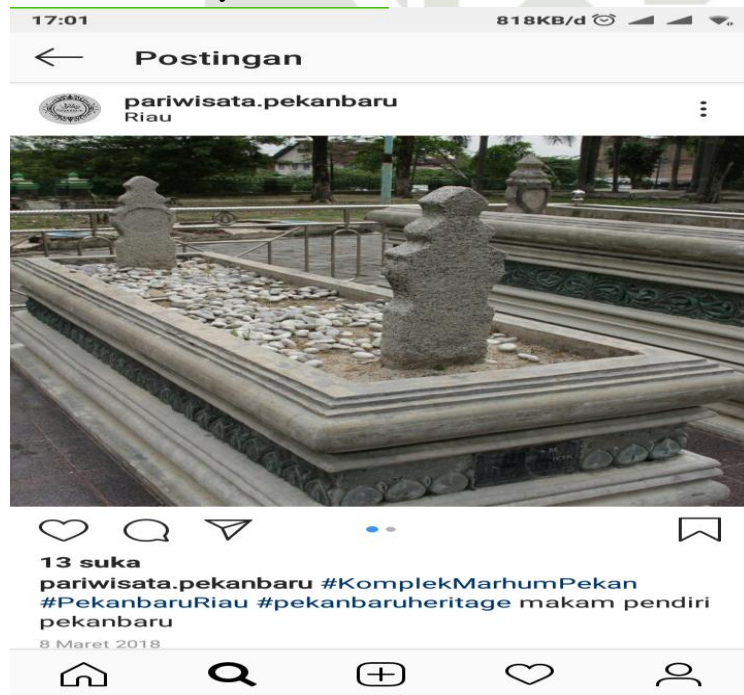 17:01 818KB/d
Postingan
pariwisata.pekanbaru
Riau
13 suka
pariwisata.pekanbaru #KomplekMarhumPekan
#PekanbaruRiau #pekanbaruheritage makam pendiri
pekanbaru
8 Maret 2018